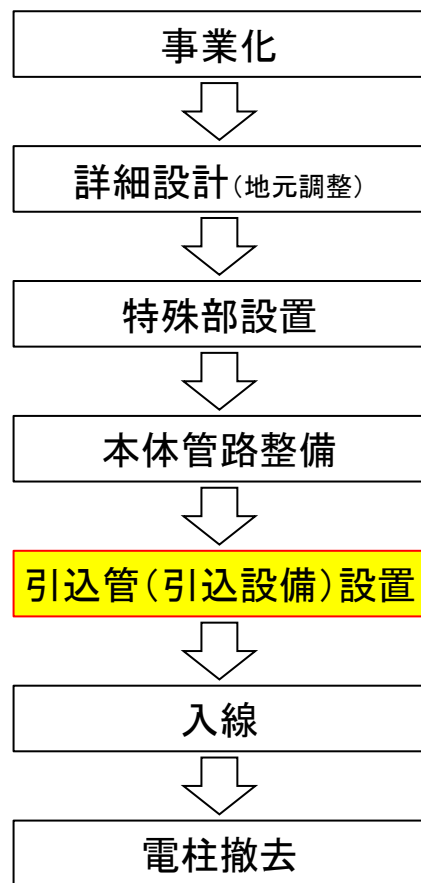 事業化
詳細設計(地元調整)
特殊部設置
本体管路整備
引込管(引込設備)設置
入線
電柱撤去